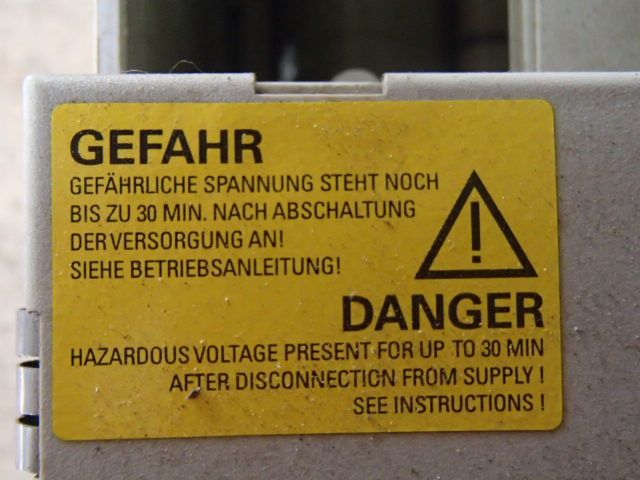 GEFAHR
GEFÄHRLICHE SPANNUNG STEHT NOCH
BIS ZU 30 MIN. NACH ABSCHALTUNG
DER VERSORGUNG AN!
SIEHE BETRIEBSANLEITUNG!
!
DANGER
HAZARDOUS VOLTAGE PRESENT FOR UP TO 30 MIN
AFTER DISCONNECTION FROM SUPPLY !
SEE INSTRUCTIONS !